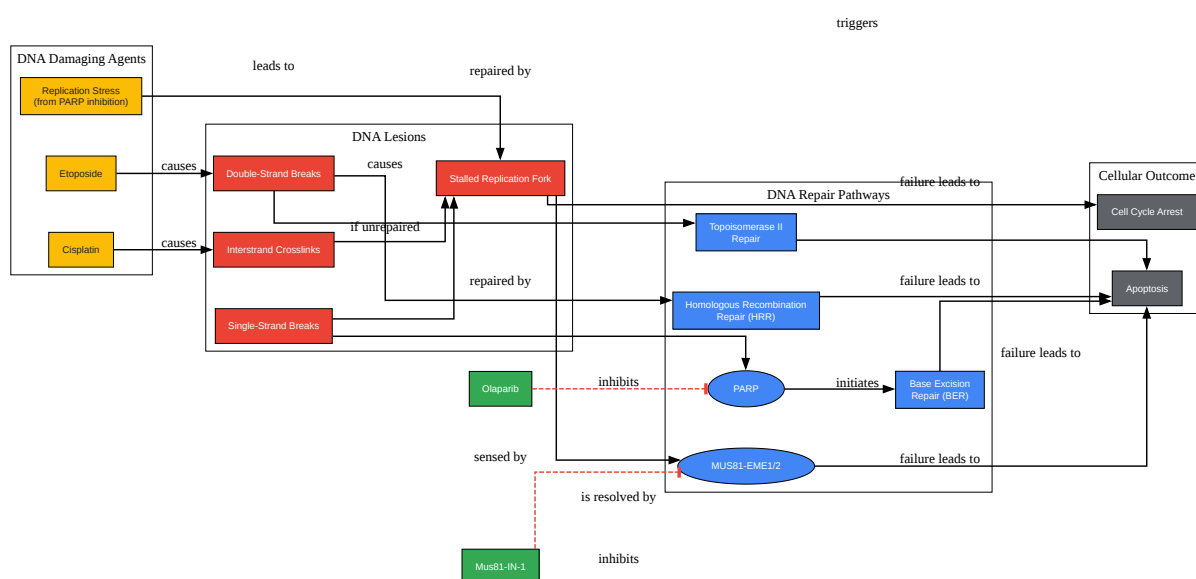 triggers
DNA Damaging Agents
leads to
repaired by
Replication Stress
(from PARP inhibition)
DNA Lesions
Etoposide
causes
Double-Strand Breaks
causes
Stalled Replication Fork
failure leads to
Cellular Outcome
DNA Repair Pathways
Cell Cycle Arrest
Cisplatin
causes
Interstrand Crosslinks
if unrepaired
Topoisomerase II
Repair
repaired by
failure leads to
Apoptosis
Single-Strand Breaks
Homologous Recombination
Repair (HRR)
failure leads to
Olaparib
inhibits
PARP
initiates
Base Excision
Repair (BER)
sensed by
MUS81-EME1/2
failure leads to
is resolved by
Mus81-IN-1
inhibits